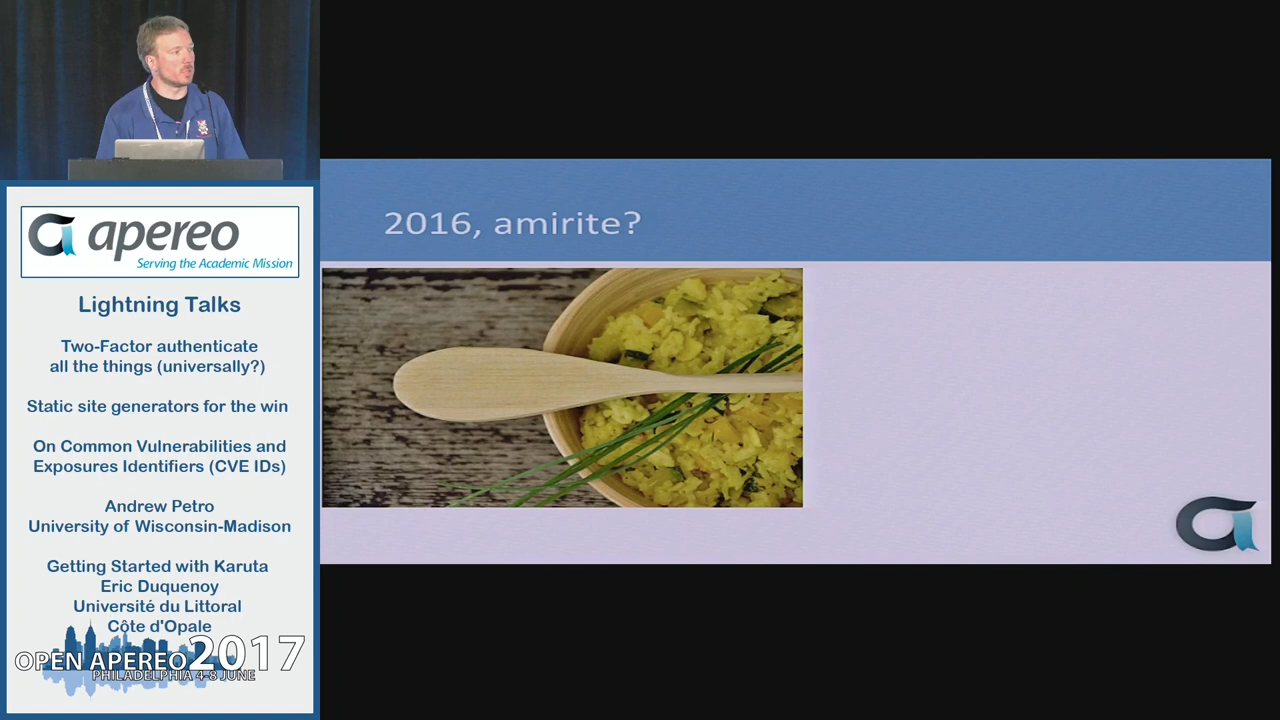 apereo
Serving the Academic Mission
Lightning Talks
Two-Factor authenticate
all the things (universally?)
Static site generators for the win
On Common Vulnerabilities and
Exposures Identifiers (CVE IDs)
Andrew Petro
University of Wisconsin-Madison
Getting Started with Karuta
Eric Duquenoy
Université du Littoral
Côte d'Opale
OPEN APEREO 2017
PHILADELPHIA 4-8 JUNE
2016, amirite?